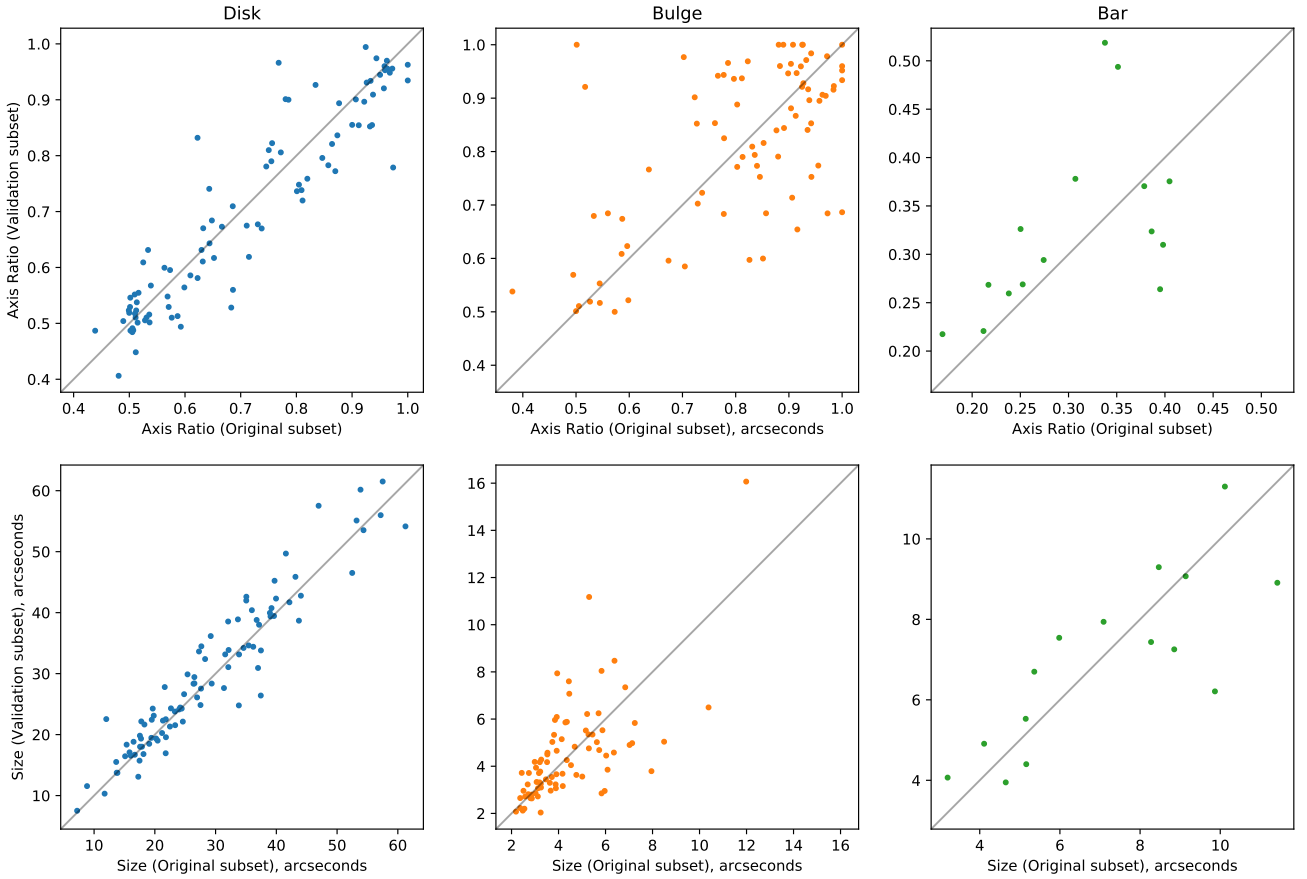 Disk
Bulge
Bar
Axis Ratio (Validation subset)
1.0
0.9
0.8
0.7
0.6
0.5
0.4
0.4 0.5 0.6 0.7 0.8 0.9 1.0
Axis Ratio (Original subset)
1.0
0.9
0.8
0.7
0.6
0.5
0.4
0.4 0.5 0.6 0.7 0.8 0.9 1.0
Axis Ratio (Original subset), arcseconds
0.50
0.45
0.40
0.35
0.30
0.25
0.20
0.20 0.25 0.30 0.35 0.40 0.45 0.50
Axis Ratio (Original subset)
Size (Validation subset), arcseconds
60
50
40
30
20
10
10 20 30 40 50 60
Size (Original subset), arcseconds
16
14
12
10
8
6
4
2
2 4 6 8 10 12 14 16
Size (Original subset), arcseconds
10
8
6
4
4 6 8 10
Size (Original subset), arcseconds